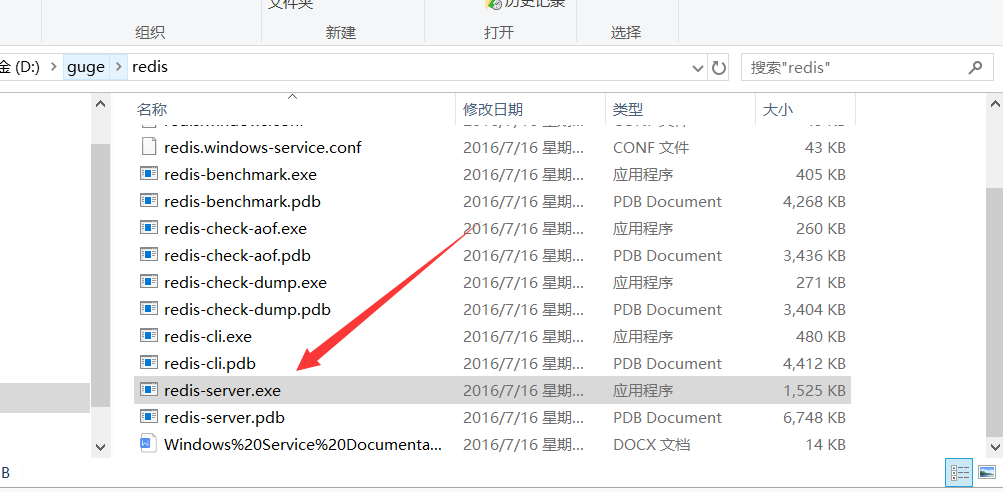 文件夹
历史记录
组织 新建 打开 选择
金 (D:) guge redis 搜索"redis"
名称 修改日期 类型 大小
redis.windows-service.conf 2016/7/16 星期... CONF 文件 43 KB
redis-benchmark.exe 2016/7/16 星期... 应用程序 405 KB
redis-benchmark.pdb 2016/7/16 星期... PDB Document 4,268 KB
redis-check-aof.exe 2016/7/16 星期... 应用程序 260 KB
redis-check-aof.pdb 2016/7/16 星期... PDB Document 3,436 KB
redis-check-dump.exe 2016/7/16 星期... 应用程序 271 KB
redis-check-dump.pdb 2016/7/16 星期... PDB Document 3,404 KB
redis-cli.exe 2016/7/16 星期... 应用程序 480 KB
redis-cli.pdb 2016/7/16 星期... PDB Document 4,412 KB
redis-server.exe 2016/7/16 星期... 应用程序 1,525 KB
redis-server.pdb 2016/7/16 星期... PDB Document 6,748 KB
Windows%20Service%20Documenta... 2016/7/16 星期... DOCX 文档 14 KB
B